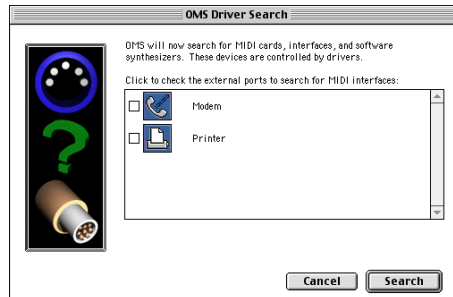 OMS Driver Search
OMS will now search for MIDI cards, interfaces, and software
synthesizers. These devices are controlled by drivers.
Click to check the external ports to search for MIDI interfaces:
Modem
Printer
Cancel
Search